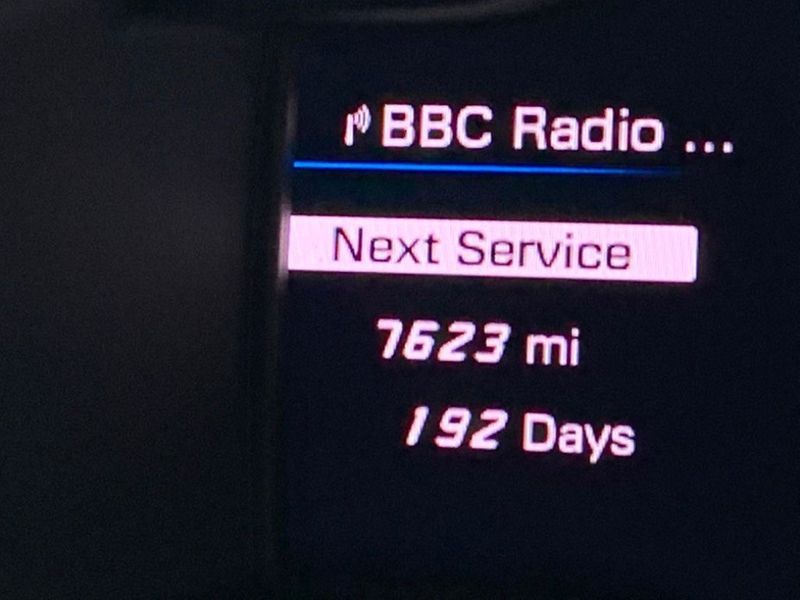 BBC Radio ...
Next Service
7623 mi
192 Days